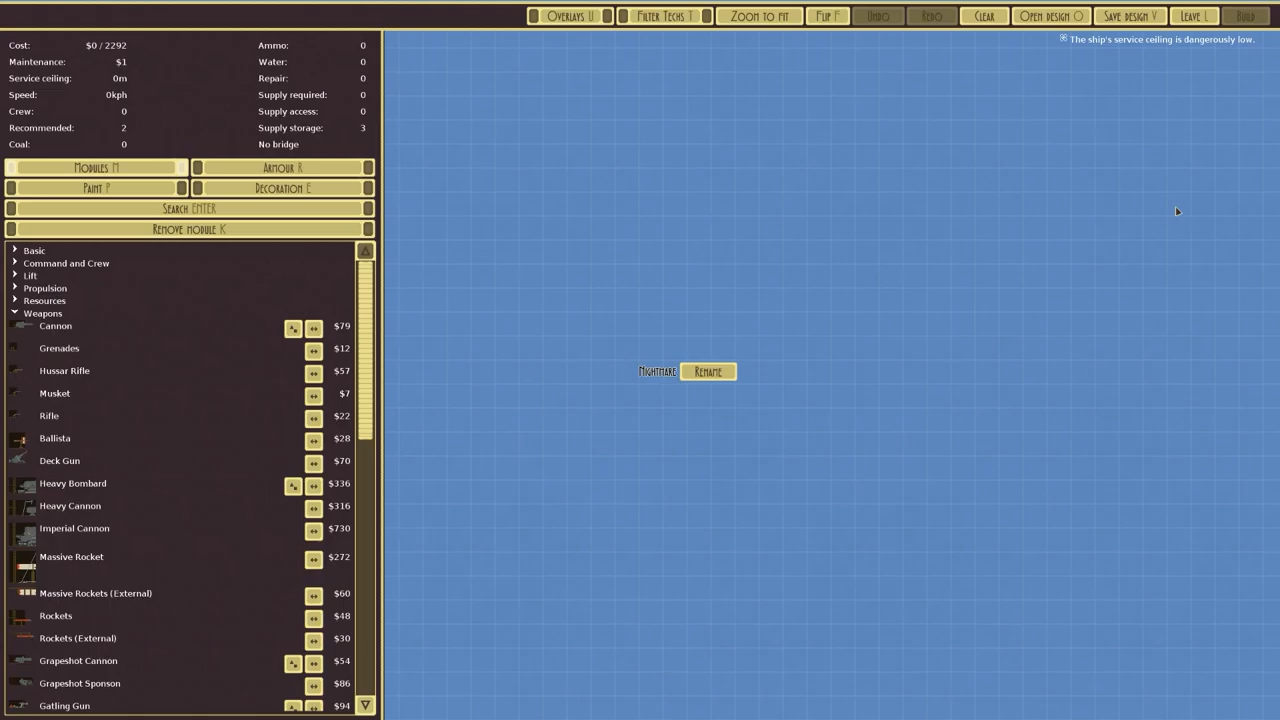 OVERLAYS U FILTER TECHS T ZOOM TO FIT FLIP F UNDO REDO CLEAR OPEN DESIGN O SAVE DESIGN V LEAVE L BUILD
The ship's service ceiling is dangerously low.
Cost: $0 / 2292 Ammo: 0
Maintenance: $1 Water: 0
Service ceiling: 0m Repair: 0
Speed: 0kph Supply required: 0
Crew: 0 Supply access: 0
Recommended: 2 Supply storage: 3
Coal: 0 No bridge
MODULES M ARMOUR R
PAINT P DECORATION E
SEARCH ENTER
REMOVE MODULE K
Basic
Command and Crew
Lift
Propulsion
Resources
Weapons
Cannon $79
Grenades $12
Hussar Rifle $57
Musket $7
Rifle $22
Ballista $28
Deck Gun $70
Heavy Bombard $336
Heavy Cannon $316
Imperial Cannon $730
Massive Rocket $272
Massive Rockets (External) $60
Rockets $48
Rockets (External) $30
Grapeshot Cannon $54
Grapeshot Sponson $86
Gatling Gun $94
NIGHTMARE RENAME